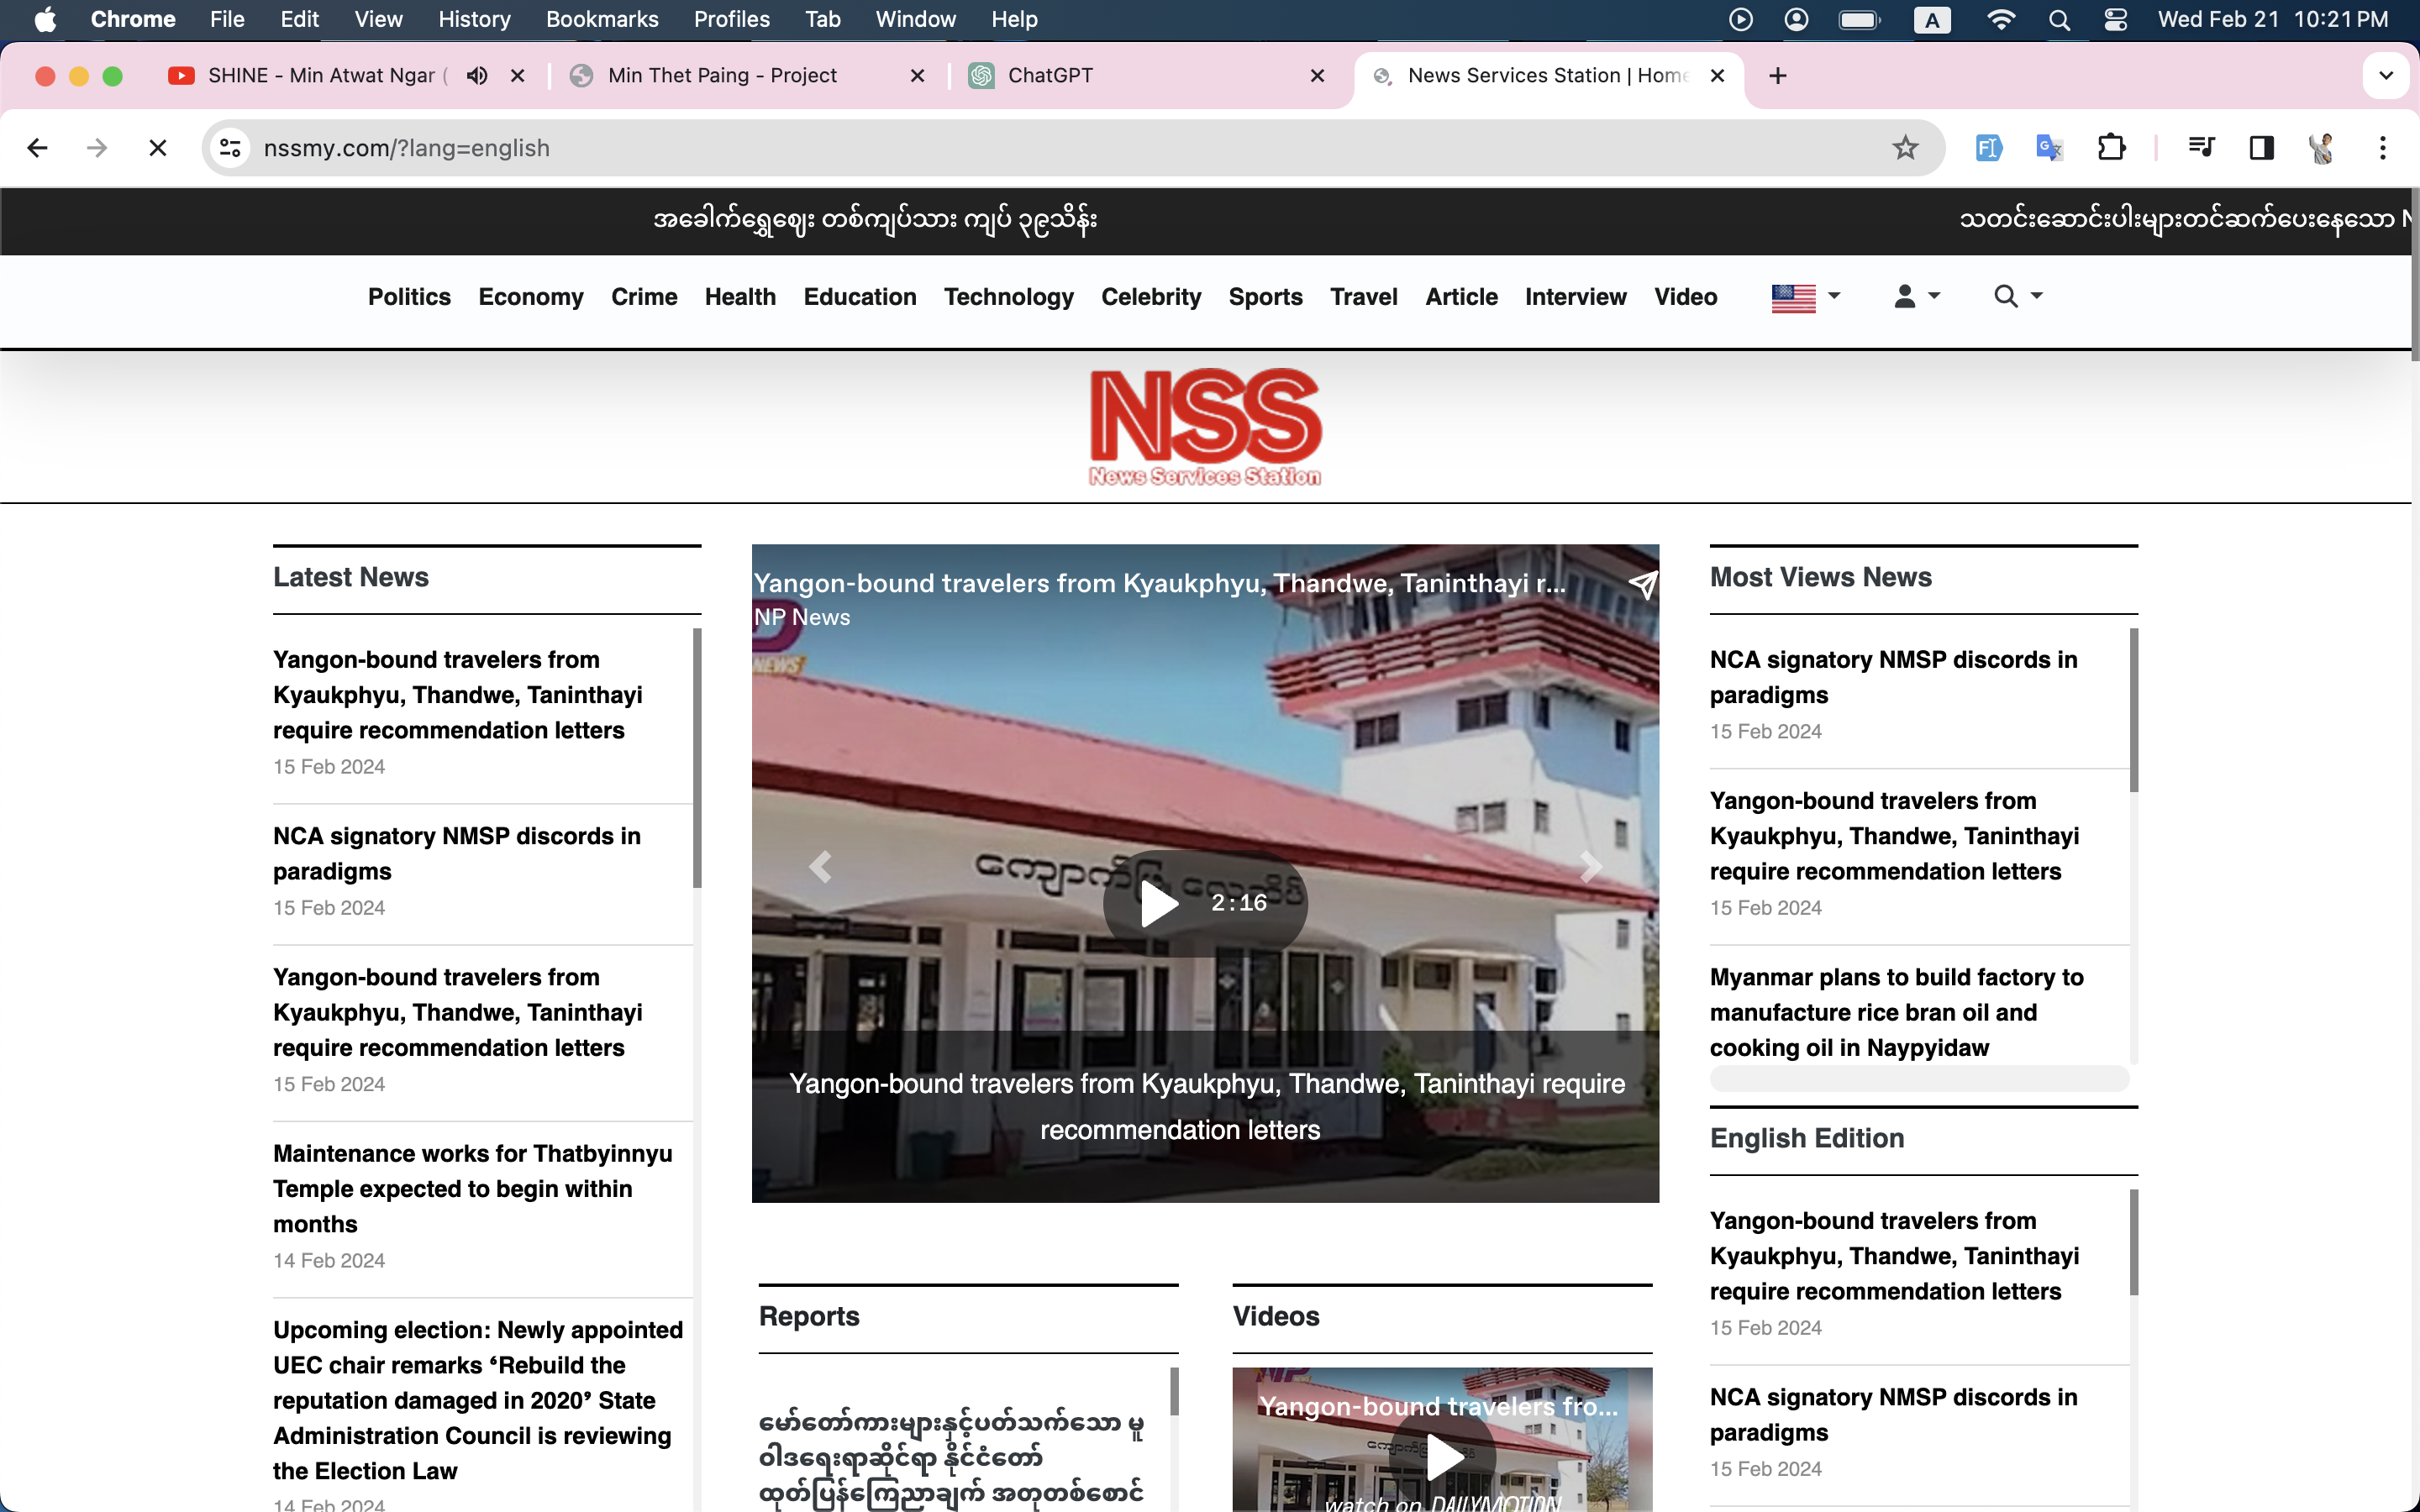 Chrome File Edit View History Bookmarks Profiles Tab Window Help A Wed Feb 21 10:21 PM
SHINE - Min Atwat Ngar ( Min Thet Paing - Project ChatGPT News Services Station | Home
nssmy.com/?lang=english
အခေါက်ရွှေဈေး တစ်ကျပ်သား ကျပ် ၃၉သိန်း သတင်းဆောင်းပါးများတင်ဆက်ပေးနေသော
Politics Economy Crime Health Education Technology Celebrity Sports Travel Article Interview Video
NSS
News Services Station
Latest News
Yangon-bound travelers from
Kyaukphyu, Thandwe, Taninthayi
require recommendation letters
15 Feb 2024
NCA signatory NMSP discords in
paradigms
15 Feb 2024
Yangon-bound travelers from
Kyaukphyu, Thandwe, Taninthayi
require recommendation letters
15 Feb 2024
Maintenance works for Thatbyinnyu
Temple expected to begin within
months
14 Feb 2024
Upcoming election: Newly appointed
UEC chair remarks ‘Rebuild the
reputation damaged in 2020’ State
Administration Council is reviewing
the Election Law
14 Feb 2024
Yangon-bound travelers from Kyaukphyu, Thandwe, Taninthayi r...
NP News
NEWS
2:16
Yangon-bound travelers from Kyaukphyu, Thandwe, Taninthayi require
recommendation letters
Reports
မော်တော်ကားများနှင့်ပတ်သက်သော မူ
ဝါဒရေးရာဆိုင်ရာ နိုင်ငံတော်
ထုတ်ပြန်ကြေညာချက် အတုတစ်စောင်
Videos
Yangon-bound travelers fro...
watch on DAILYMOTION
Most Views News
NCA signatory NMSP discords in
paradigms
15 Feb 2024
Yangon-bound travelers from
Kyaukphyu, Thandwe, Taninthayi
require recommendation letters
15 Feb 2024
Myanmar plans to build factory to
manufacture rice bran oil and
cooking oil in Naypyidaw
English Edition
Yangon-bound travelers from
Kyaukphyu, Thandwe, Taninthayi
require recommendation letters
15 Feb 2024
NCA signatory NMSP discords in
paradigms
15 Feb 2024